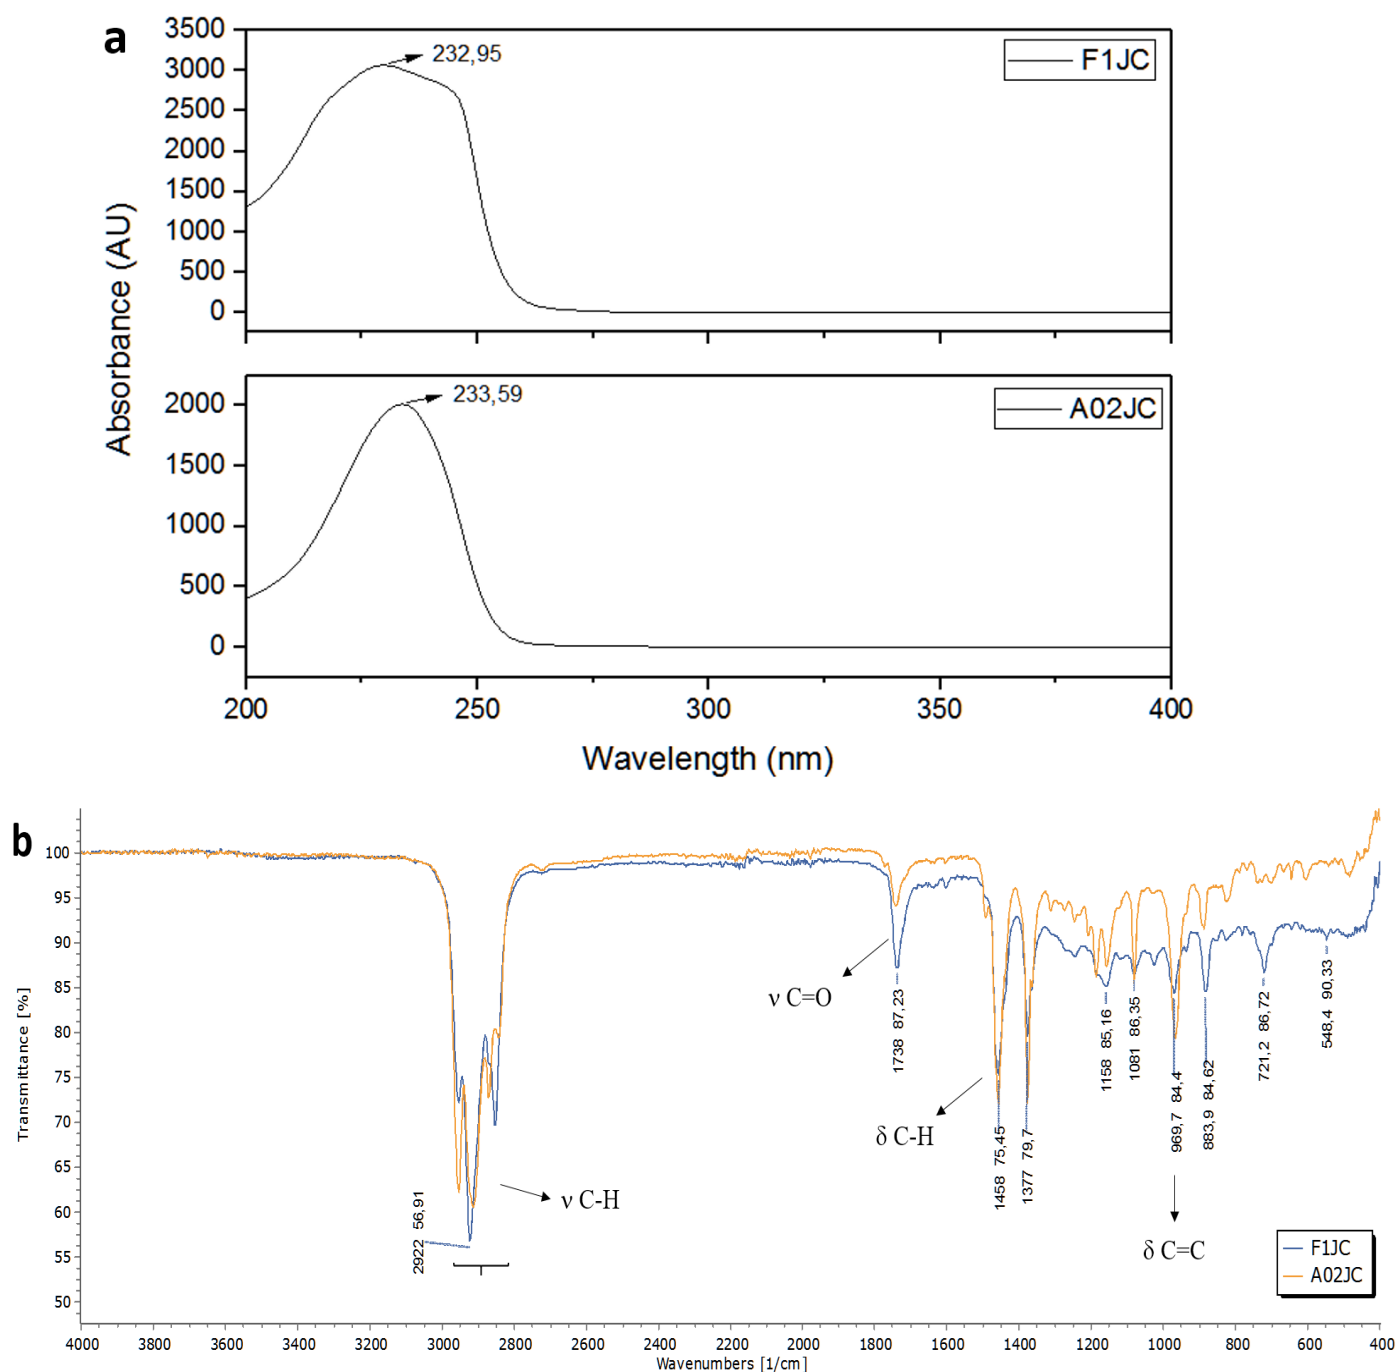 a
3500
3000
2500
2000
1500
1000
500
0
232,95
F1JC
2000
1500
1000
500
0
233,59
A02JC
Absorbance (AU)
200
250
300
350
400
Wavelength (nm)
b
100
95
90
85
80
75
70
65
60
55
50
Transmittance [%]
2922 56,91
ν C-H
ν C=O
1738 87,23
δ C-H
1458 75,45
1377 79,7
1158 85,16
1081 86,35
969,7 84,4
883,9 84,62
721,2 86,72
548,4 90,33
δ C=C
F1JC
A02JC
4000 3800 3600 3400 3200 3000 2800 2600 2400 2200 2000 1800 1600 1400 1200 1000 800 600 400
Wavenumbers [1/cm]